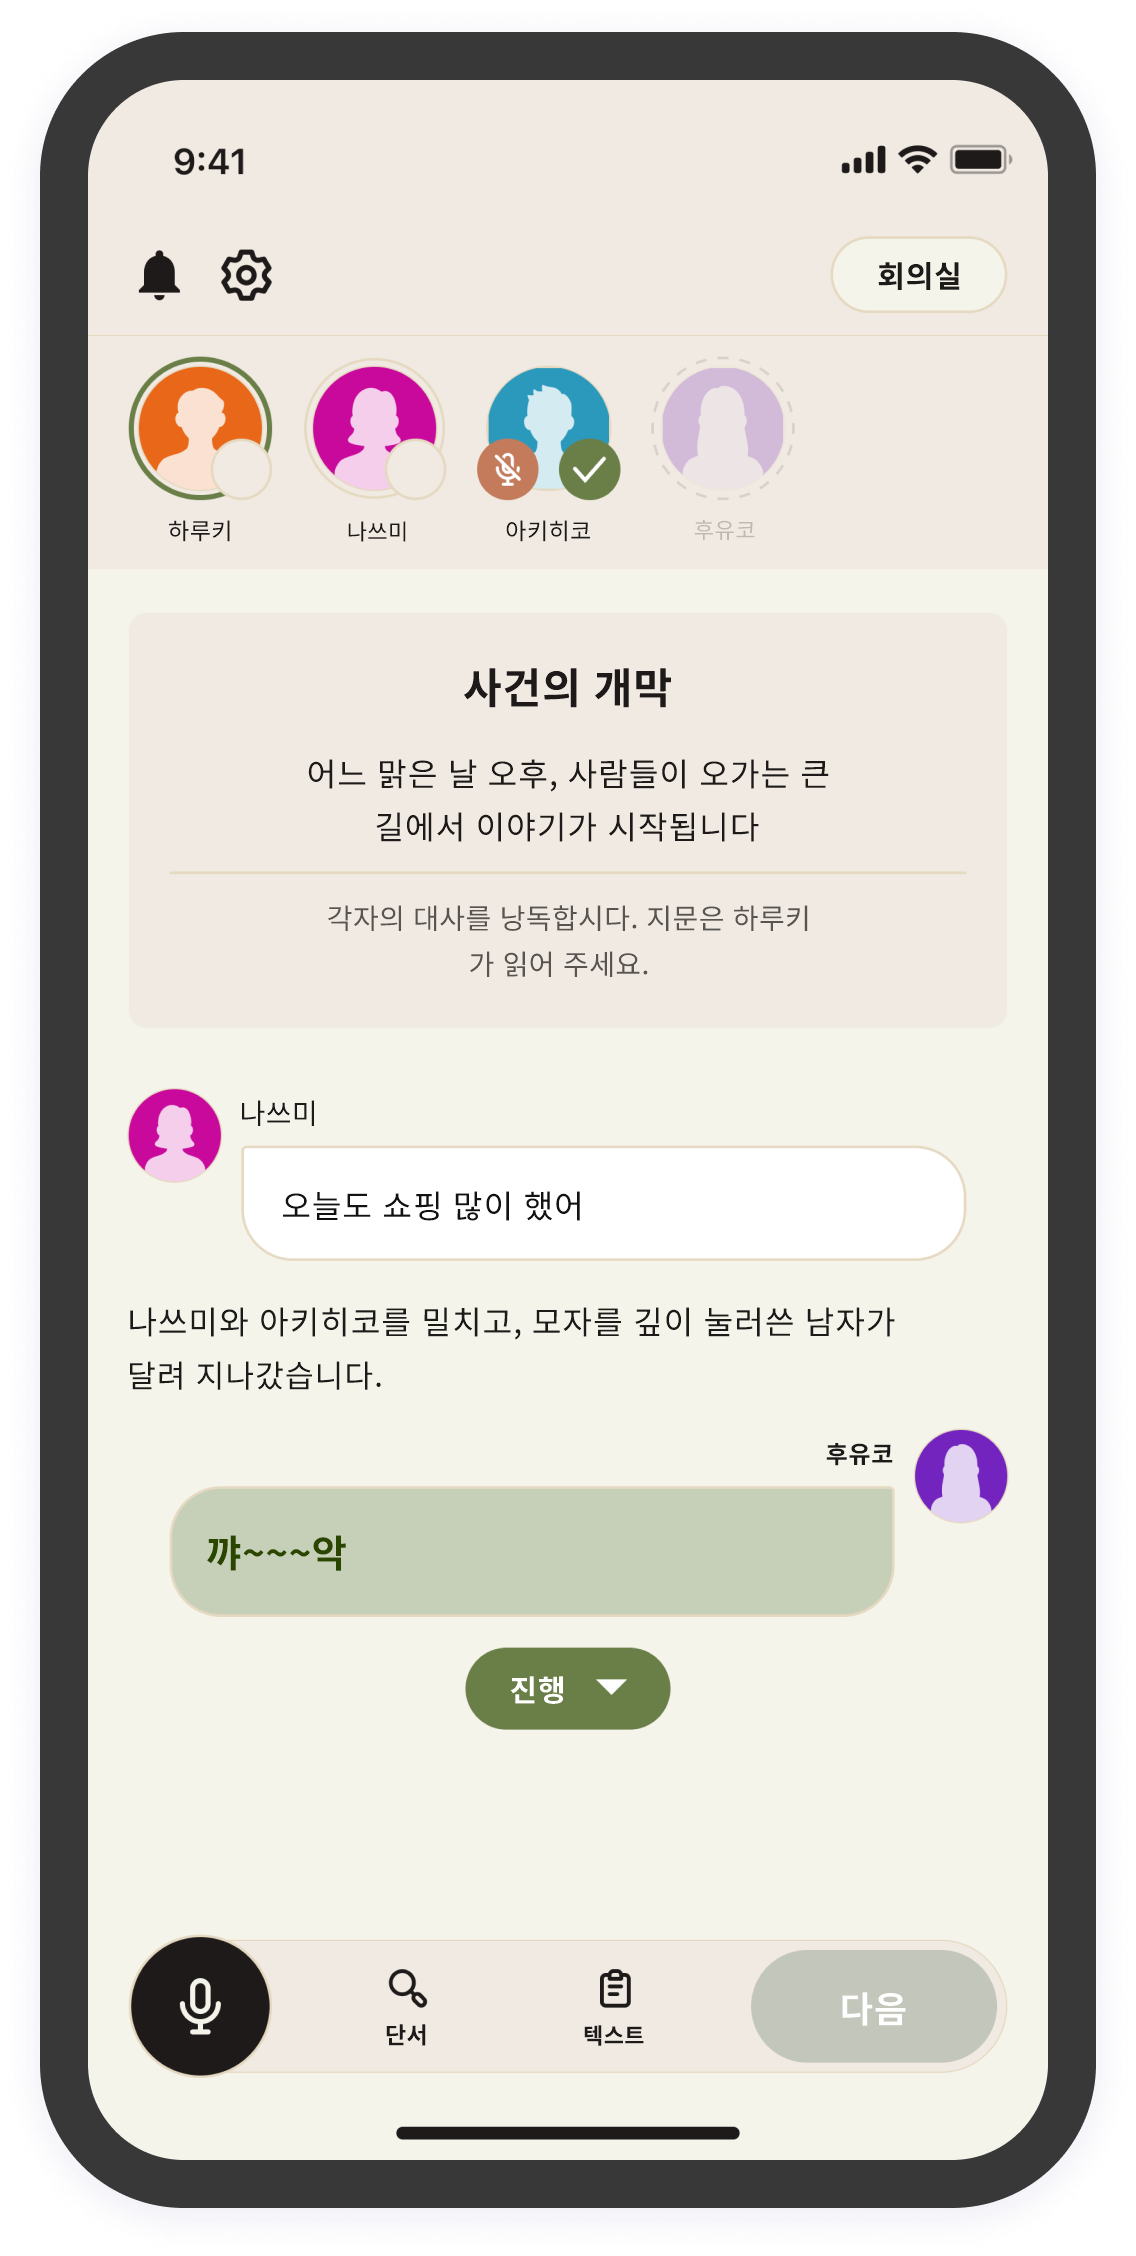 9:41
회의실
하루키
나쓰미
아키히코
후유코
사건의 개막
어느 맑은 날 오후, 사람들이 오가는 큰
길에서 이야기가 시작됩니다
각자의 대사를 낭독합시다. 지문은 하루키
가 읽어 주세요.
나쓰미
오늘도 쇼핑 많이 했어
나쓰미와 아키히코를 밀치고, 모자를 깊이 눌러쓴 남자가
달려 지나갔습니다.
후유코
꺄~~~악
진행
단서
텍스트
다음